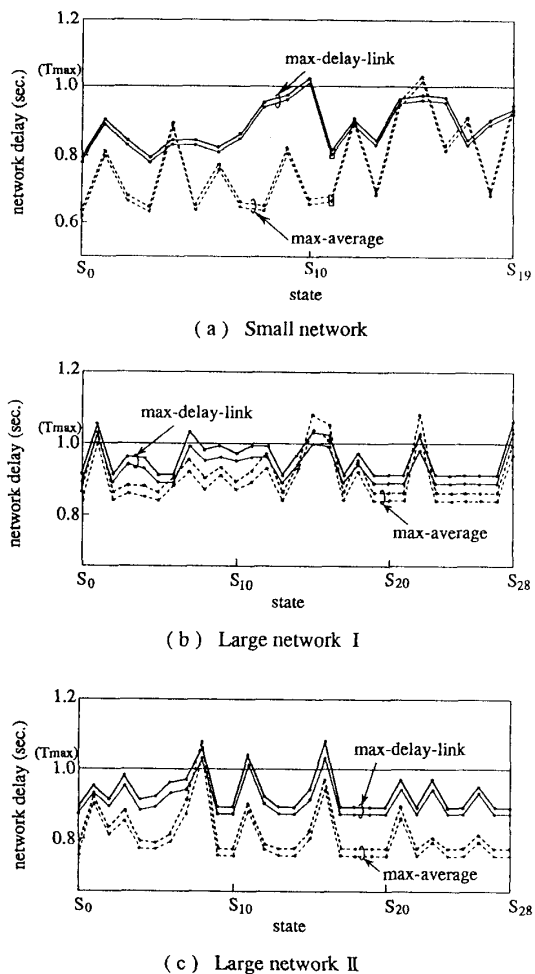 1.2
(Tmax)
1.0
0.8
0.6
network delay (sec.)
max-delay-link
max-average
S0
S10
S19
state
( a ) Small network
1.2
(Tmax)
1.0
0.8
network delay (sec.)
max-delay-link
max-average
S0
S10
S20
S28
state
( b ) Large network I
1.2
(Tmax)
1.0
0.8
network delay (sec.)
max-delay-link
max-average
S0
S10
S20
S28
state
( c ) Large network II